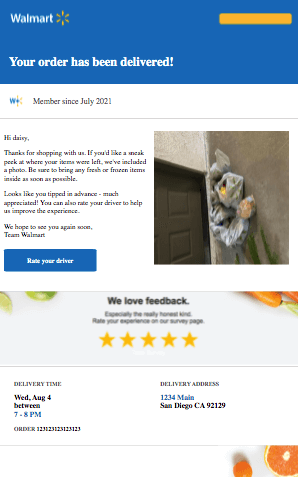 Walmart
Your order has been delivered!
W Member since July 2021
Hi daisy,
Thanks for shopping with us. If you'd like a sneak
peek at where your items were left, we've included
a photo. Be sure to bring any fresh or frozen items
inside as soon as possible.
Looks like you tipped in advance - much
appreciated! You can also rate your driver to help
us improve the experience.
We hope to see you again soon,
Team Walmart
Rate your driver
We love feedback.
Especially the really honest kind.
Rate your experience on our survey page.
DELIVERY TIME
Wed, Aug 4
between
7 - 8 PM
ORDER 123123123123123
DELIVERY ADDRESS
1234 Main
San Diego CA 92129